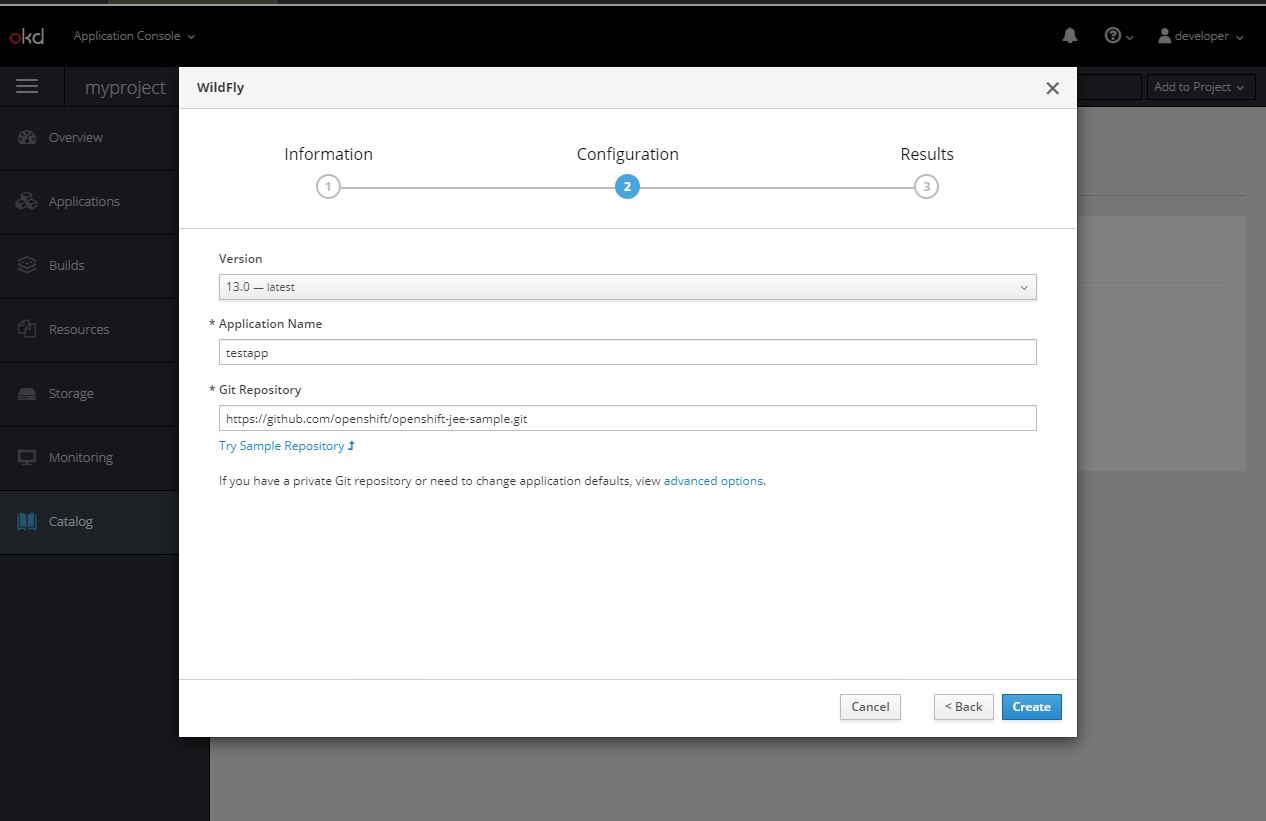 okd
Application Console
developer
myproject
Add to Project
WildFly
Overview
Applications
Builds
Resources
Storage
Monitoring
Catalog
Information
Configuration
Results
1
2
3
Version
13.0 — latest
* Application Name
testapp
* Git Repository
https://github.com/openshift/openshift-jee-sample.git
Try Sample Repository
If you have a private Git repository or need to change application defaults, view advanced options.
Cancel
< Back
Create